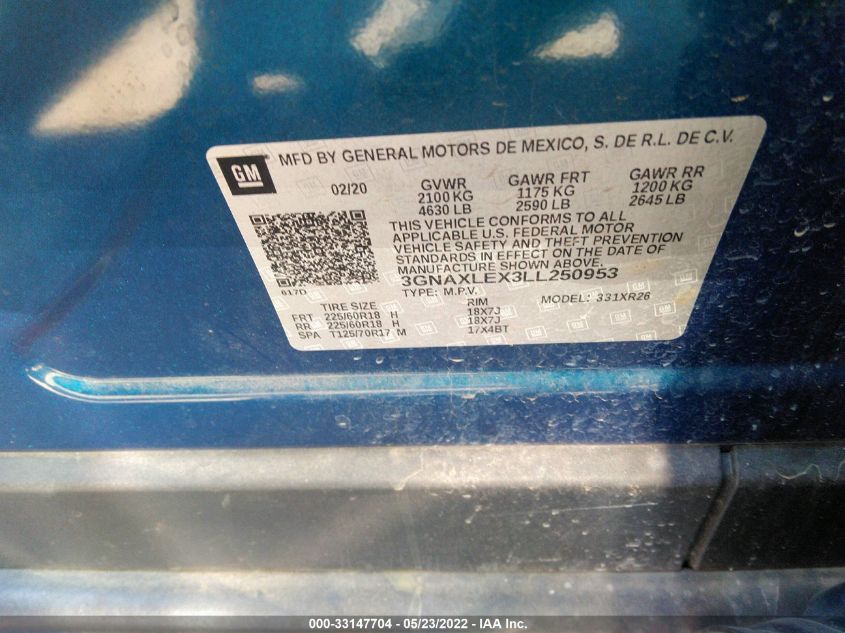 GM
MFD BY GENERAL MOTORS DE MEXICO, S. DE R.L. DE C.V.
02/20 GVWR GAWR FRT GAWR RR
2100 KG 1175 KG 1200 KG
4630 LB 2590 LB 2645 LB
THIS VEHICLE CONFORMS TO ALL
APPLICABLE U.S. FEDERAL MOTOR
VEHICLE SAFETY AND THEFT PREVENTION
STANDARDS IN EFFECT ON THE DATE OF
MANUFACTURE SHOWN ABOVE.
3GNAXLEX3LL250953
617D TYPE: M.P.V. MODEL: 331XR26
TIRE SIZE RIM
FRT 225/60R18 H 18X7J
RR 225/60R18 H 18X7J
SPA T125/70R17 M 17X4BT
000-33147704 - 05/23/2022 - IAA Inc.